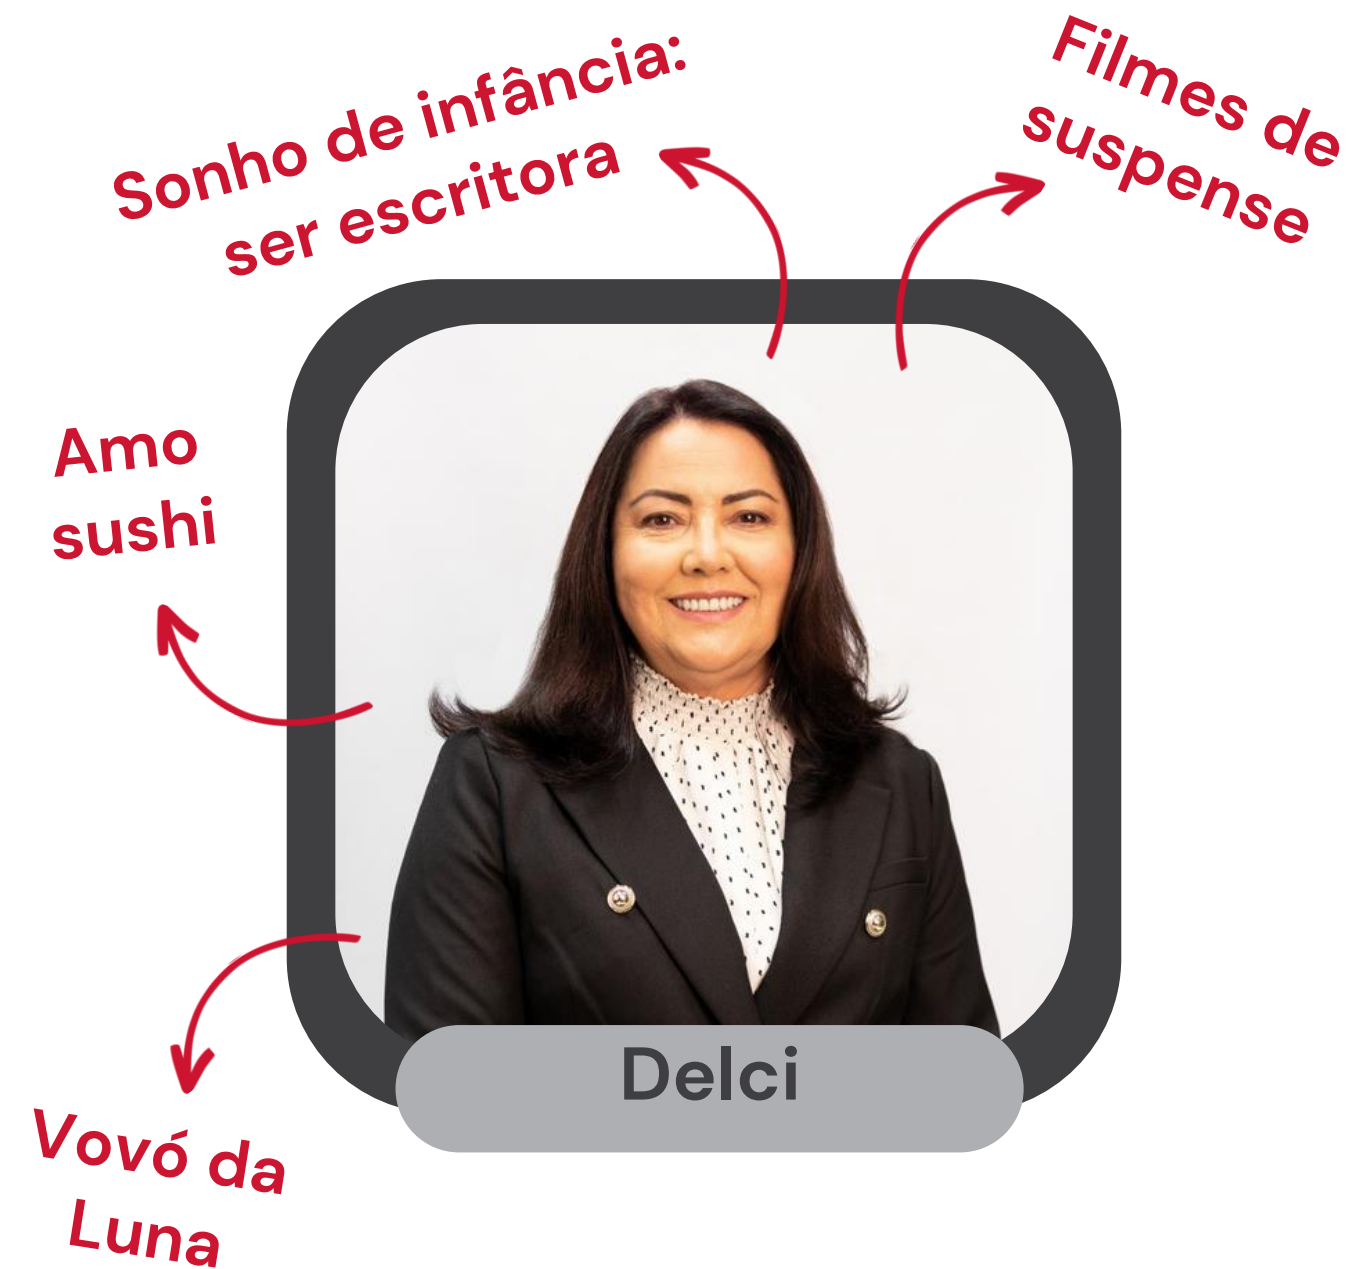 Sonho de infância:
ser escritora
Filmes de
suspense
Amo
sushi
Delci
Vovó da
Luna